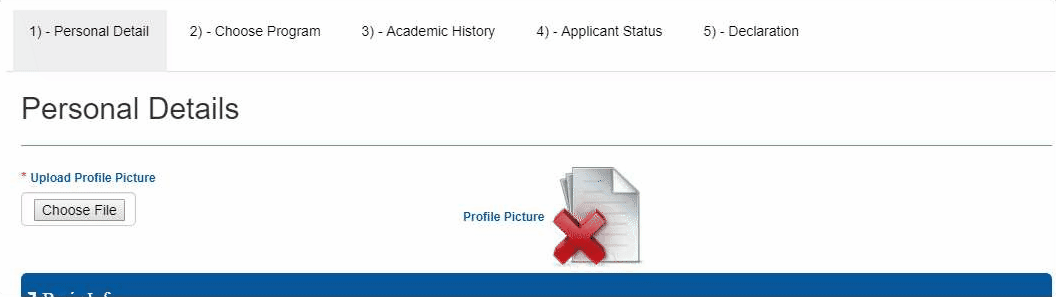 1) - Personal Detail 2) - Choose Program 3) - Academic History 4) - Applicant Status 5) - Declaration
Personal Details
* Upload Profile Picture
Choose File
Profile Picture